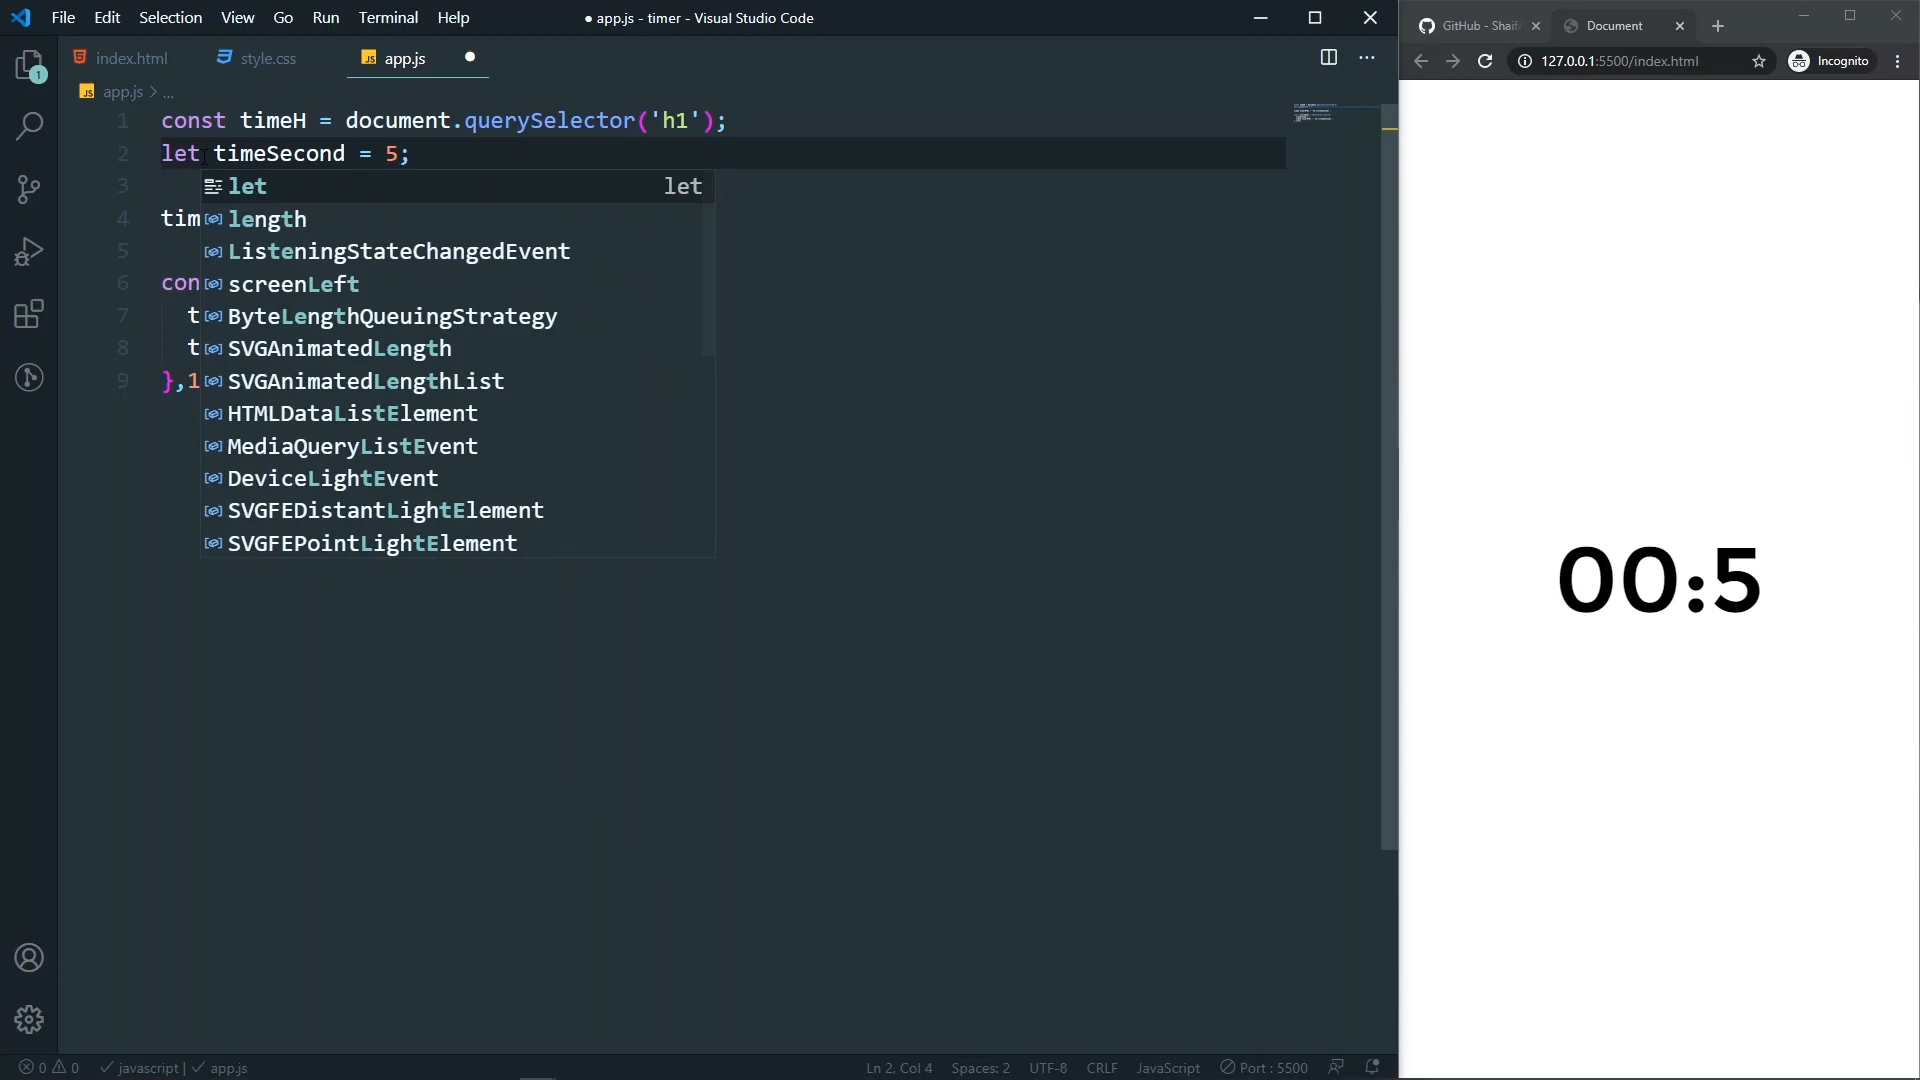 File Edit Selection View Go Run Terminal Help
● app.js - timer - Visual Studio Code
index.html
style.css
JS app.js
JS app.js > ...
1 const timeH = document.querySelector('h1');
2 let timeSecond = 5;
3
4 tim
5
6 con
7 t
8 t
9 },1
let let
length
ListeningStateChangedEvent
screenLeft
ByteLengthQueuingStrategy
SVGAnimatedLength
SVGAnimatedLengthList
HTMLDataListElement
MediaQueryListEvent
DeviceLightEvent
SVGFEDistantLightElement
SVGFEPointLightElement
1
0 0 javascript | app.js
Ln 2, Col 4 Spaces: 2 UTF-8 CRLF JavaScript Port : 5500
GitHub - Shaif
Document
127.0.0.1:5500/index.html
Incognito
00:5